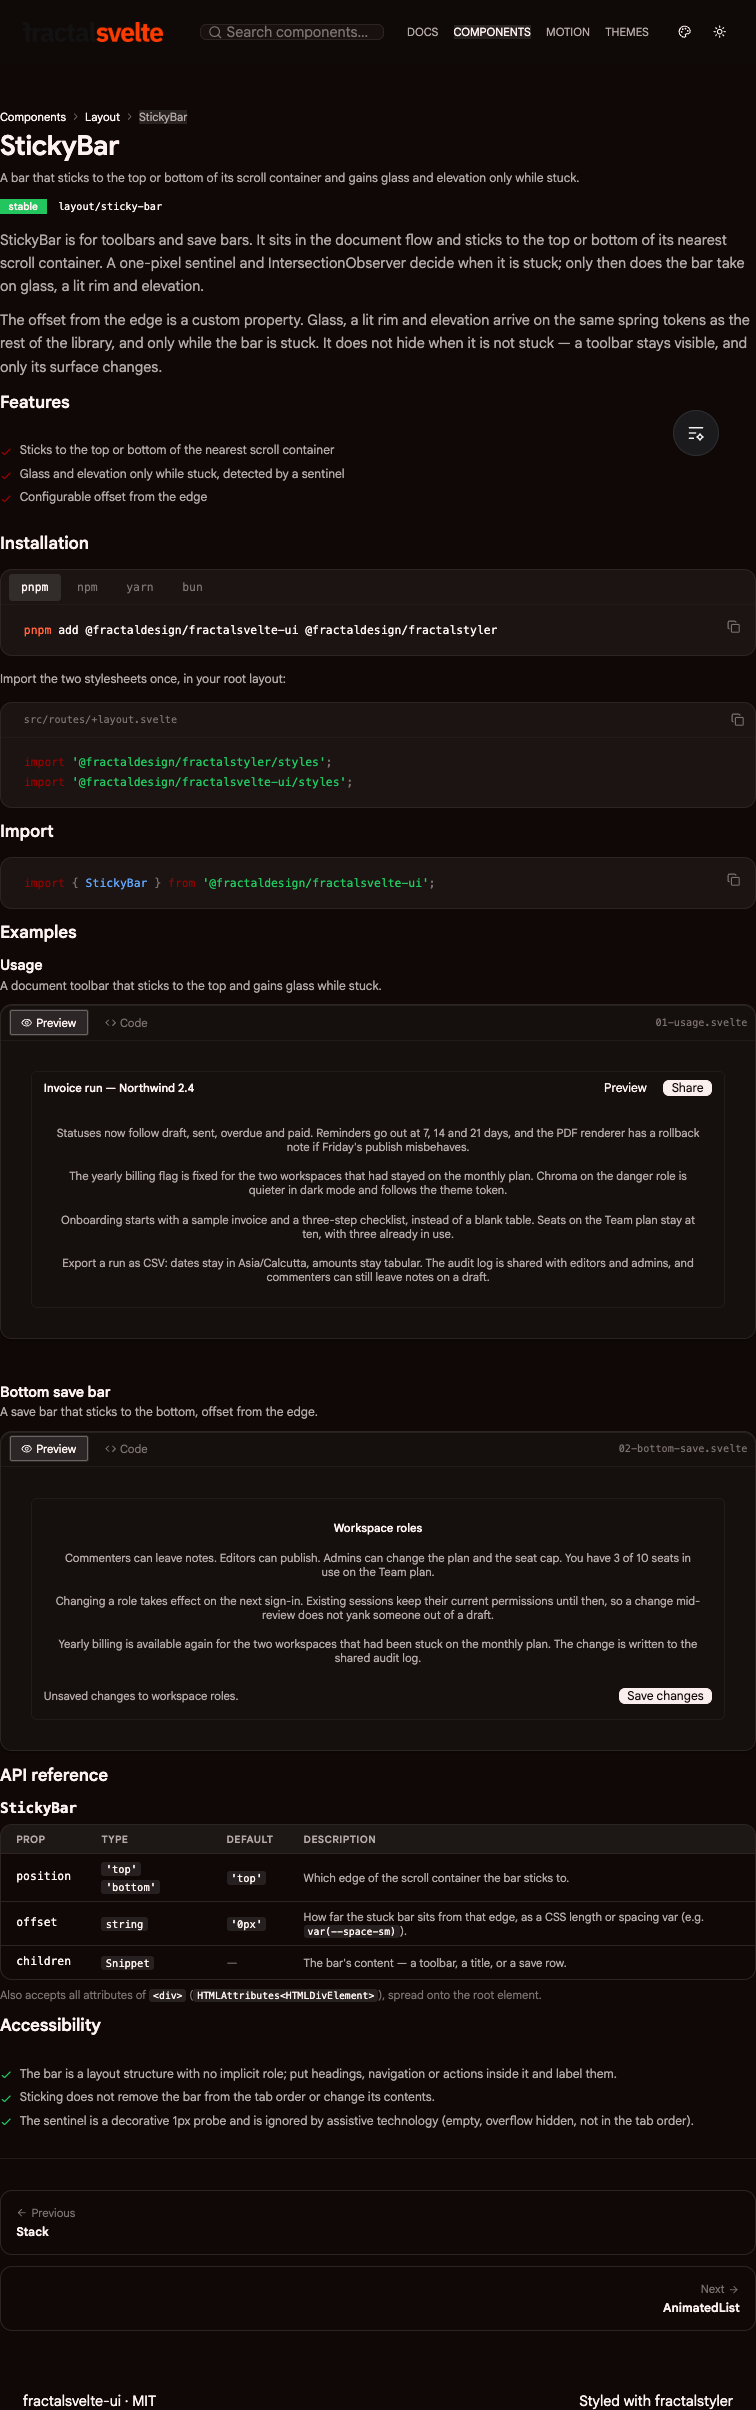 fractalsvelte
Search components...
DOCS
COMPONENTS
MOTION
THEMES
Components > Layout > StickyBar
StickyBar
A bar that sticks to the top or bottom of its scroll container and gains glass and elevation only while stuck.
stable layout/sticky-bar
StickyBar is for toolbars and save bars. It sits in the document flow and sticks to the top or bottom of its nearest
scroll container. A one-pixel sentinel and IntersectionObserver decide when it is stuck; only then does the bar take
on glass, a lit rim and elevation.
The offset from the edge is a custom property. Glass, a lit rim and elevation arrive on the same spring tokens as the
rest of the library, and only while the bar is stuck. It does not hide when it is not stuck — a toolbar stays visible, and
only its surface changes.
Features
Sticks to the top or bottom of the nearest scroll container
Glass and elevation only while stuck, detected by a sentinel
Configurable offset from the edge
Installation
pnpm npm yarn bun
pnpm add @fractaldesign/fractalsvelte-ui @fractaldesign/fractalstyler
Import the two stylesheets once, in your root layout:
src/routes/+layout.svelte
import '@fractaldesign/fractalstyler/styles';
import '@fractaldesign/fractalsvelte-ui/styles';
Import
import { StickyBar } from '@fractaldesign/fractalsvelte-ui';
Examples
Usage
A document toolbar that sticks to the top and gains glass while stuck.
Preview <> Code 01-usage.svelte
Invoice run — Northwind 2.4 Preview Share
Statuses now follow draft, sent, overdue and paid. Reminders go out at 7, 14 and 21 days, and the PDF renderer has a rollback
note if Friday's publish misbehaves.
The yearly billing flag is fixed for the two workspaces that had stayed on the monthly plan. Chroma on the danger role is
quieter in dark mode and follows the theme token.
Onboarding starts with a sample invoice and a three-step checklist, instead of a blank table. Seats on the Team plan stay at
ten, with three already in use.
Export a run as CSV: dates stay in Asia/Calcutta, amounts stay tabular. The audit log is shared with editors and admins, and
commenters can still leave notes on a draft.
Bottom save bar
A save bar that sticks to the bottom, offset from the edge.
Preview <> Code 02-bottom-save.svelte
Workspace roles
Commenters can leave notes. Editors can publish. Admins can change the plan and the seat cap. You have 3 of 10 seats in
use on the Team plan.
Changing a role takes effect on the next sign-in. Existing sessions keep their current permissions until then, so a change mid-
review does not yank someone out of a draft.
Yearly billing is available again for the two workspaces that had been stuck on the monthly plan. The change is written to the
shared audit log.
Unsaved changes to workspace roles. Save changes
API reference
StickyBar
PROP TYPE DEFAULT DESCRIPTION
position 'top' 'bottom' 'top' Which edge of the scroll container the bar sticks to.
offset string '0px' How far the stuck bar sits from that edge, as a CSS length or spacing var (e.g.
var(--space-sm)).
children Snippet — The bar's content — a toolbar, a title, or a save row.
Also accepts all attributes of <div> (HTMLAttributes<HTMLDivElement>), spread onto the root element.
Accessibility
The bar is a layout structure with no implicit role; put headings, navigation or actions inside it and label them.
Sticking does not remove the bar from the tab order or change its contents.
The sentinel is a decorative 1px probe and is ignored by assistive technology (empty, overflow hidden, not in the tab order).
← Previous
Stack
Next →
AnimatedList
fractalsvelte-ui · MIT
Styled with fractalstyler